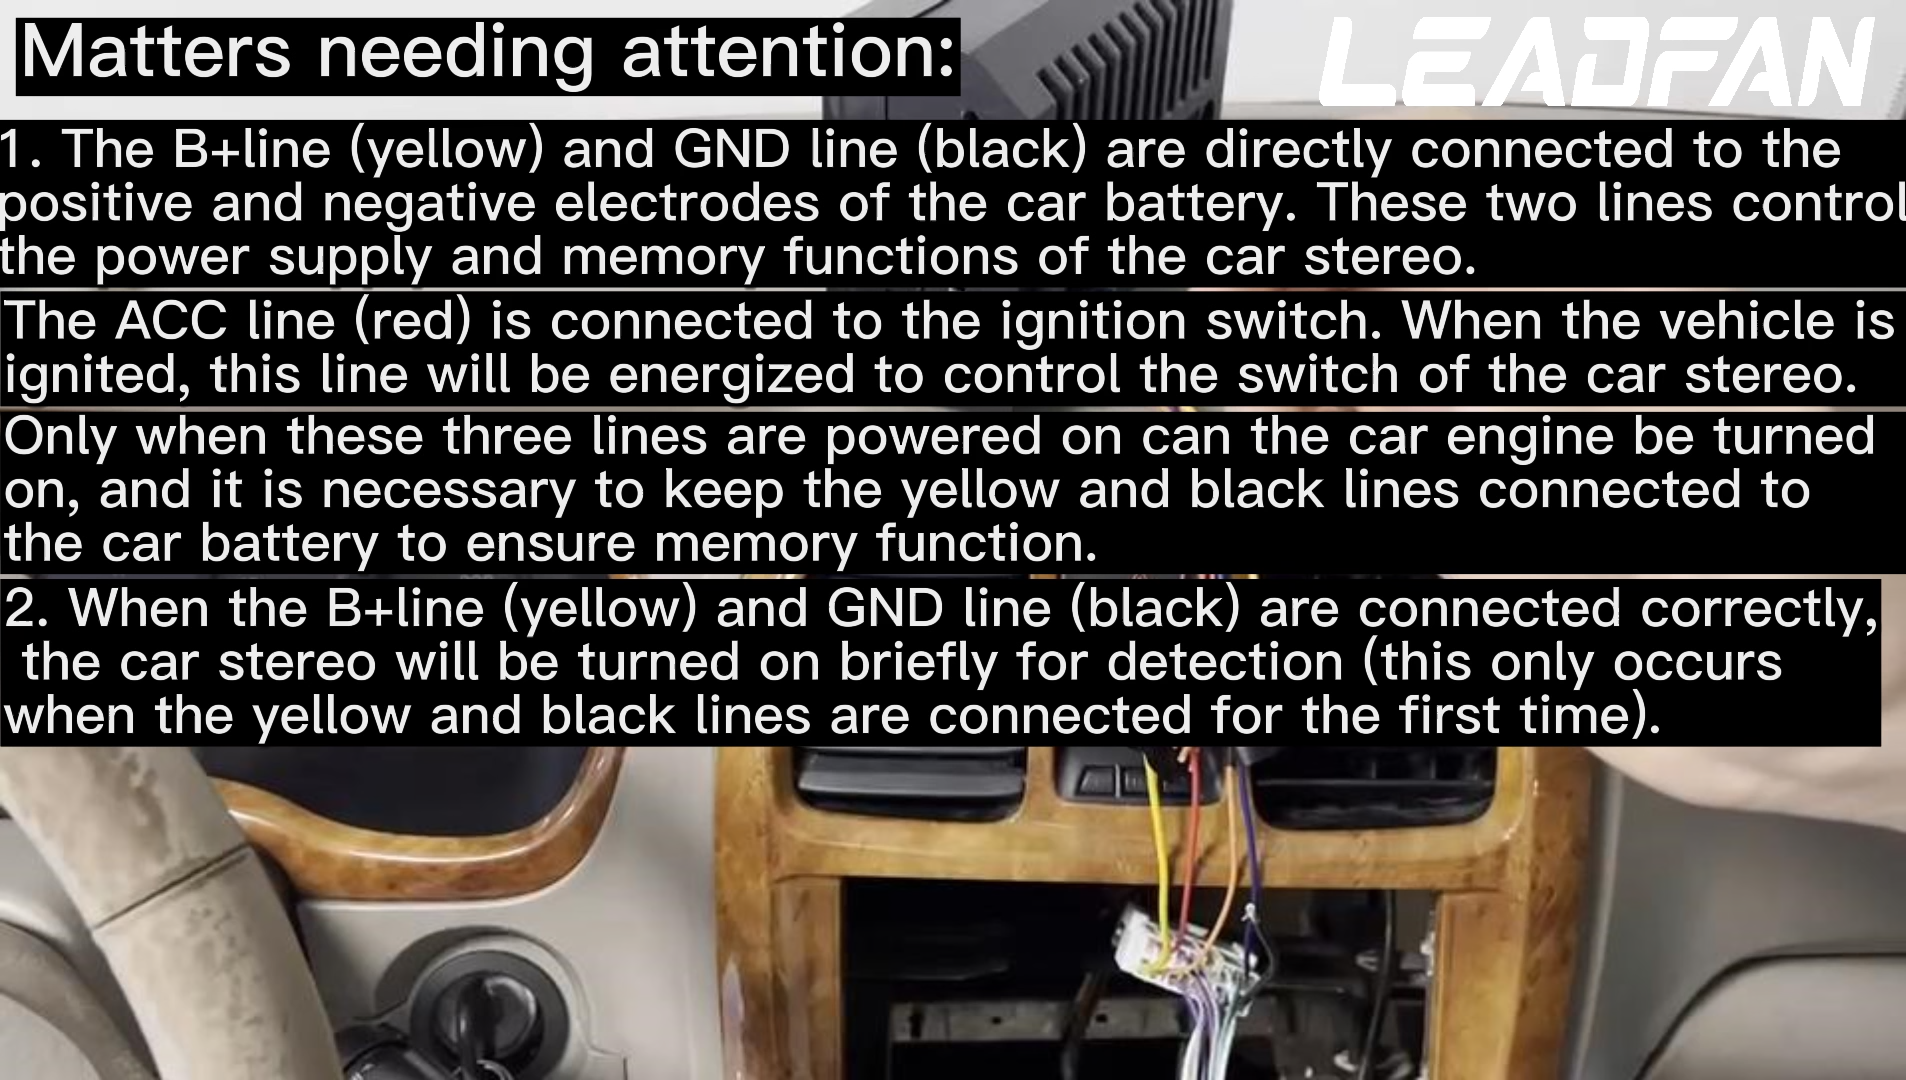 Matters needing attention:
LEADFAN
1. The B+line (yellow) and GND line (black) are directly connected to the
positive and negative electrodes of the car battery. These two lines control
the power supply and memory functions of the car stereo.
The ACC line (red) is connected to the ignition switch. When the vehicle is
ignited, this line will be energized to control the switch of the car stereo.
Only when these three lines are powered on can the car engine be turned
on, and it is necessary to keep the yellow and black lines connected to
the car battery to ensure memory function.
2. When the B+line (yellow) and GND line (black) are connected correctly,
the car stereo will be turned on briefly for detection (this only occurs
when the yellow and black lines are connected for the first time).